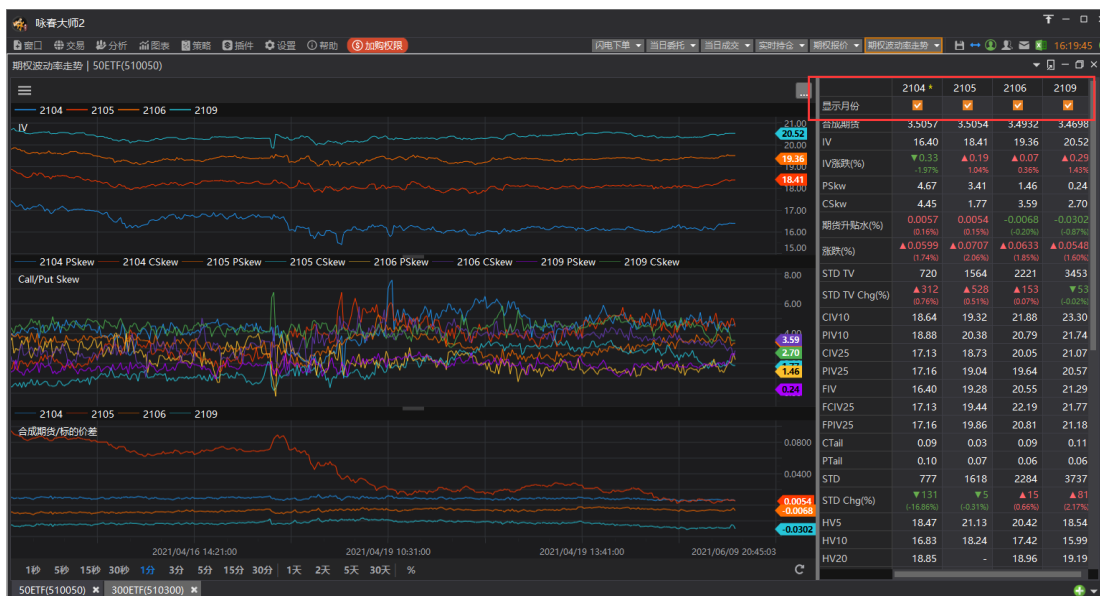 咏春大师2
窗口 交易 分析 图表 策略 插件 设置 帮助 加购权限 闪电下单 当日委托 当日成交 实时持仓 期权报价 期权波动率走势 16:19:45
期权波动率走势 | 50ETF(510050)
2104 2105 2106 2109
IV
21.00
20.52
20.00
19.36
19.00
18.41
18.00
17.00
16.00
15.00
2104 PSkew 2104 CSkew 2105 PSkew 2105 CSkew 2106 PSkew 2106 CSkew 2109 PSkew 2109 CSkew
Call/Put Skew
8.00
6.00
4.00
3.59
2.70
1.46
0.24
2104 2105 2106 2109
合成期货/标的价差
0.0800
0.0400
0.0054
-0.0068
-0.0302
2021/04/16 14:21:00 2021/04/19 10:31:00 2021/04/19 13:41:00 2021/06/09 20:45:03
1秒 5秒 15秒 30秒 1分 3分 5分 15分 30分 1天 2天 5天 30天 %
50ETF(510050) 300ETF(510300)
2104 * 2105 2106 2109
显示月份
合成期货 3.5057 3.5054 3.4932 3.4698
IV 16.40 18.41 19.36 20.52
IV涨跌(%) ▼0.33 ▲0.19 ▲0.07 ▲0.29
-1.97% 1.04% 0.36% 1.43%
PSkw 4.67 3.41 1.46 0.24
CSkw 4.45 1.77 3.59 2.70
期货升贴水(%) 0.0057 0.0054 -0.0068 -0.0302
(0.16%) (0.15%) (-0.20%) (-0.87%)
涨跌(%) ▲0.0599 ▲0.0707 ▲0.0633 ▲0.0548
(1.74%) (2.06%) (1.85%) (1.60%)
STD TV 720 1564 2221 3453
STD TV Chg(%) ▲312 ▲528 ▲153 ▼53
(0.76%) (0.51%) (0.07%) (-0.02%)
CIV10 18.64 19.32 21.88 23.30
PIV10 18.88 20.38 20.79 21.74
CIV25 17.13 18.73 20.05 21.07
PIV25 17.16 19.04 19.64 20.57
FIV 16.40 19.28 20.55 21.29
FCIV25 17.13 19.44 22.19 21.77
FPIV25 17.16 19.86 20.81 21.18
CTail 0.09 0.03 0.09 0.11
PTail 0.10 0.07 0.06 0.06
STD 777 1618 2284 3737
STD Chg(%) ▼131 ▼5 ▲15 ▲81
(-16.86%) (-0.31%) (0.66%) (2.17%)
HV5 18.47 21.13 20.42 18.54
HV10 16.83 18.24 17.42 15.99
HV20 18.85 - 18.96 19.19